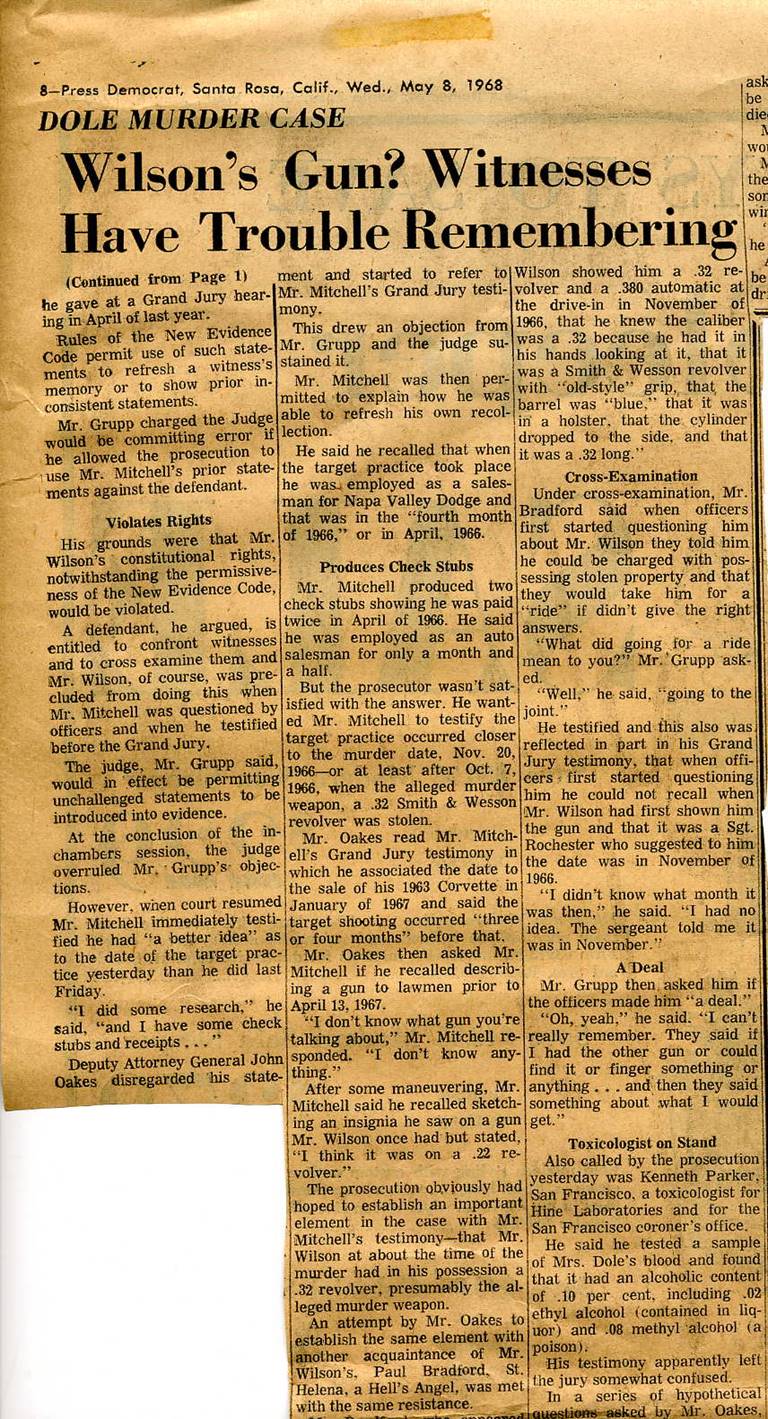 8—Press Democrat, Santa Rosa, Calif., Wed., May 8, 1968
DOLE MURDER CASE
Wilson's Gun? Witnesses
Have Trouble Remembering
(Continued from Page 1)
he gave at a Grand Jury hear-
ing in April of last year.
Rules of the New Evidence
Code permit use of such state-
ments to refresh a witness's
memory or to show prior in-
consistent statements.
Mr. Grupp charged the Judge
would be committing error if
he allowed the prosecution to
use Mr. Mitchell's prior state-
ments against the defendant.
Violates Rights
His grounds were that Mr.
Wilson's constitutional rights,
notwithstanding the permissive-
ness of the New Evidence Code,
would be violated.
A defendant, he argued, is
entitled to confront witnesses
and to cross examine them and
Mr. Wilson, of course, was pre-
cluded from doing this when
Mr. Mitchell was questioned by
officers and when he testified
before the Grand Jury.
The judge, Mr. Grupp said,
would in effect be permitting
unchallenged statements to be
introduced into evidence.
At the conclusion of the in-
chambers session, the judge
overruled Mr. Grupp's objec-
tions.
However, when court resumed
Mr. Mitchell immediately testi-
fied he had "a better idea" as
to the date of the target prac-
tice yesterday than he did last
Friday.
"I did some research," he
said, "and I have some check
stubs and receipts . . ."
Deputy Attorney General John
Oakes disregarded his state-
ment and started to refer to
Mr. Mitchell's Grand Jury testi-
mony.
This drew an objection from
Mr. Grupp and the judge su-
stained it.
Mr. Mitchell was then per-
mitted to explain how he was
able to refresh his own recol-
lection.
He said he recalled that when
the target practice took place
he was employed as a sales-
man for Napa Valley Dodge and
that was in the "fourth month
of 1966," or in April, 1966.
Produces Check Stubs
Mr. Mitchell produced two
check stubs showing he was paid
twice in April of 1966. He said
he was employed as an auto
salesman for only a month and
a half.
But the prosecutor wasn't sat-
isfied with the answer. He want-
ed Mr. Mitchell to testify the
target practice occurred closer
to the murder date, Nov. 20,
1966—or at least after Oct. 7,
1966, when the alleged murder
weapon, a .32 Smith & Wesson
revolver was stolen.
Mr. Oakes read Mr. Mitch-
ell's Grand Jury testimony in
which he associated the date to
the sale of his 1963 Corvette in
January of 1967 and said the
target shooting occurred "three
or four months" before that.
Mr. Oakes then asked Mr.
Mitchell if he recalled describ-
ing a gun to lawmen prior to
April 13, 1967.
"I don't know what gun you're
talking about," Mr. Mitchell re-
sponded. "I don't know any-
thing."
After some maneuvering, Mr.
Mitchell said he recalled sketch-
ing an insignia he saw on a gun
Mr. Wilson once had but stated,
"I think it was on a .22 re-
volver."
The prosecution obviously had
hoped to establish an important
element in the case with Mr.
Mitchell's testimony—that Mr.
Wilson at about the time of the
murder had in his possession a
.32 revolver, presumably the al-
leged murder weapon.
An attempt by Mr. Oakes to
establish the same element with
another acquaintance of Mr.
Wilson's, Paul Bradford, St.
Helena, a Hell's Angel, was met
with the same resistance.
Wilson showed him a .32 re-
volver and a .380 automatic at
the drive-in in November of
1966, that he knew the caliber
was a .32 because he had it in
his hands looking at it, that it
was a Smith & Wesson revolver
with "old-style" grip, that the
barrel was "blue," that it was
in a holster, that the cylinder
dropped to the side, and that
it was a .32 long."
Cross-Examination
Under cross-examination, Mr.
Bradford said when officers
first started questioning him
about Mr. Wilson they told him
he could be charged with pos-
sessing stolen property and that
they would take him for a
"ride" if didn't give the right
answers.
"What did going for a ride
mean to you?" Mr. Grupp ask-
ed.
"Well," he said, "going to the
joint."
He testified and this also was
reflected in part in his Grand
Jury testimony, that when offi-
cers first started questioning
him he could not recall when
Mr. Wilson had first shown him
the gun and that it was a Sgt.
Rochester who suggested to him
the date was in November of
1966.
"I didn't know what month it
was then," he said. "I had no
idea. The sergeant told me it
was in November."
A Deal
Mr. Grupp then asked him if
the officers made him "a deal."
"Oh, yeah," he said. "I can't
really remember. They said if
I had the other gun or could
find it or finger something or
anything . . . and then they said
something about what I would
get."
Toxicologist on Stand
Also called by the prosecution
yesterday was Kenneth Parker,
San Francisco, a toxicologist for
Hine Laboratories and for the
San Francisco coroner's office.
He said he tested a sample
of Mrs. Dole's blood and found
that it had an alcoholic content
of .10 per cent, including .02
ethyl alcohol (contained in liq-
uor) and .08 methyl alcohol (a
poison).
His testimony apparently left
the jury somewhat confused.
In a series of hypothetical
questions asked by Mr. Oakes,
ask
be
die
wo
the
son
wi
he
be
dr